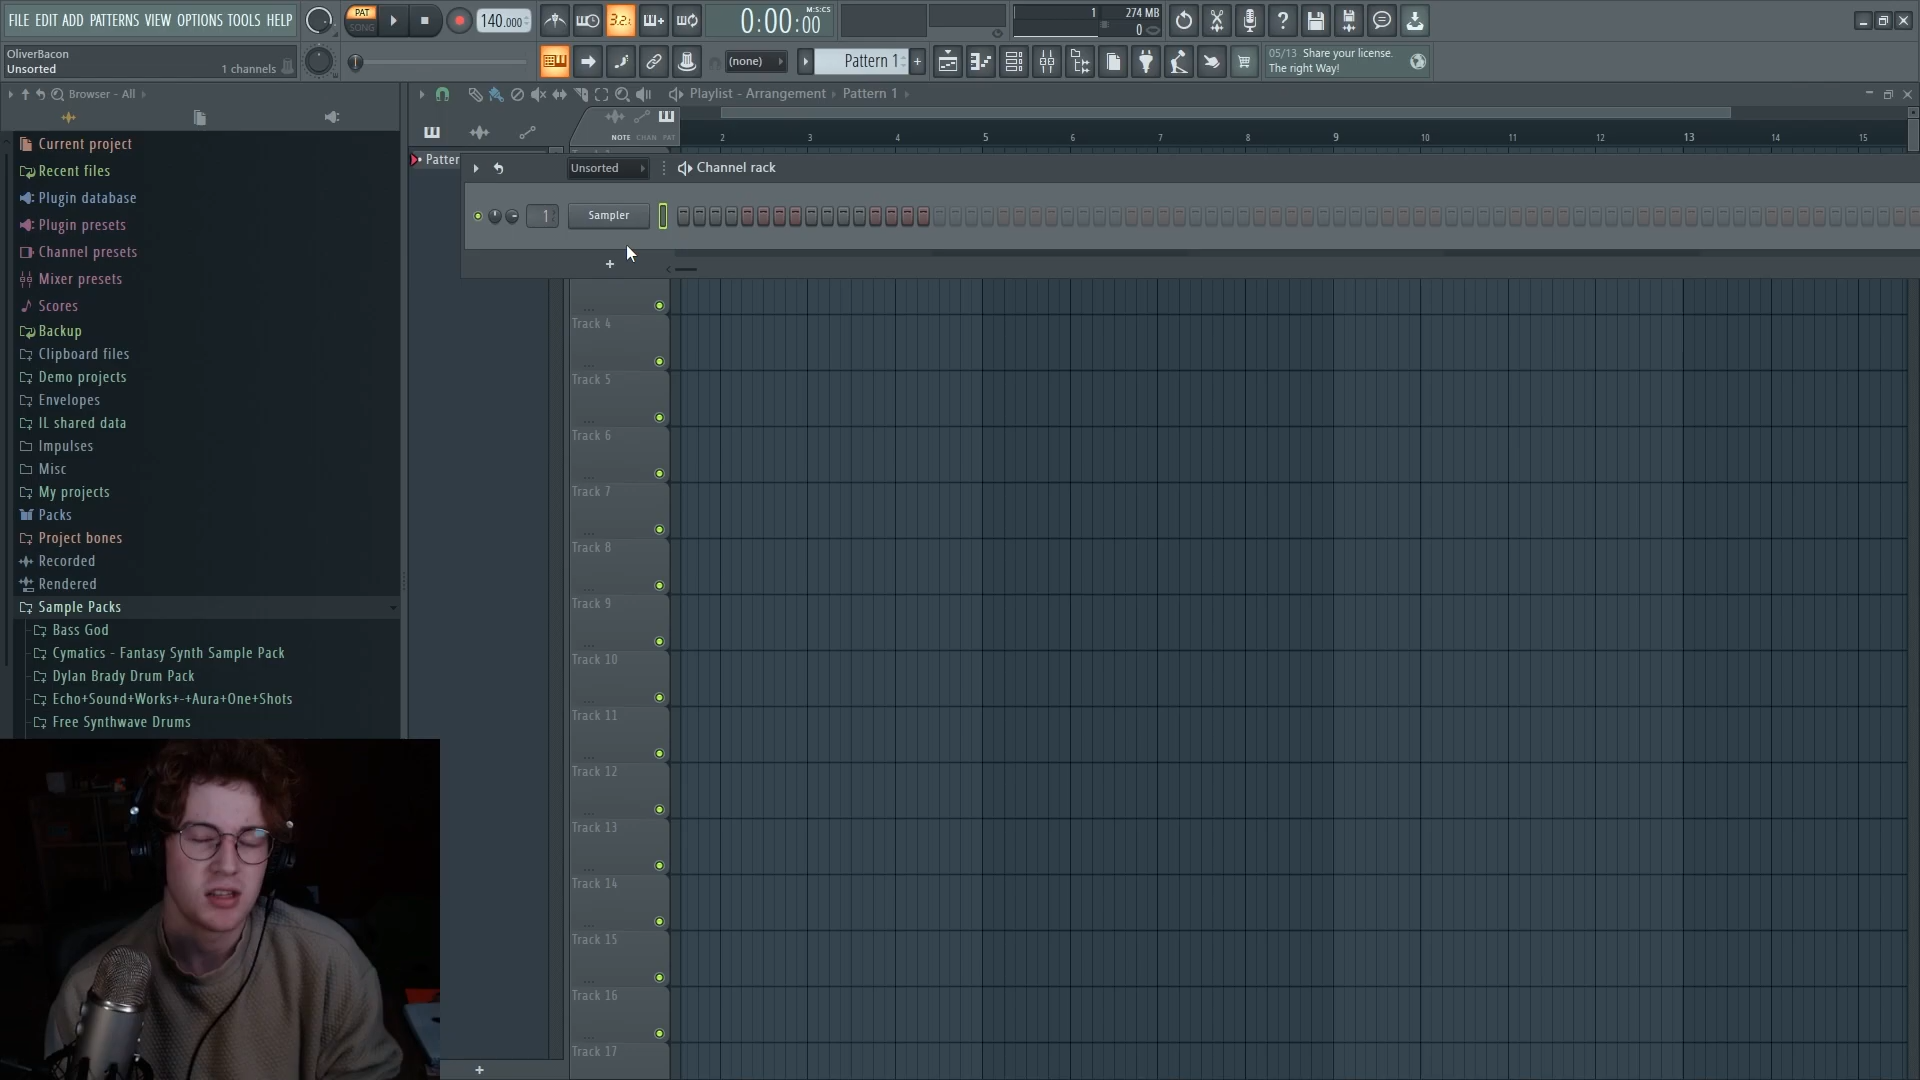 FILE EDIT ADD PATTERNS VIEW OPTIONS TOOLS HELP
PAT
SONG
140.000
3.2.
0:00:00
M:S:CS
1
274 MB
0
OliverBacon
Unsorted
1 channels
(none)
Pattern 1
+
05/13 Share your license.
The right Way!
Browser - All
Playlist - Arrangement
Pattern 1
NOTE CHAN PAT
2
3
4
5
6
7
8
9
10
11
12
13
14
15
Patter
Unsorted
Channel rack
1
Sampler
+
Current project
Recent files
Plugin database
Plugin presets
Channel presets
Mixer presets
Scores
Backup
Clipboard files
Demo projects
Envelopes
IL shared data
Impulses
Misc
My projects
Packs
Project bones
Recorded
Rendered
Sample Packs
Bass God
Cymatics - Fantasy Synth Sample Pack
Dylan Brady Drum Pack
Echo+Sound+Works+-+Aura+One+Shots
Free Synthwave Drums
...
Track 4
...
Track 5
...
Track 6
...
Track 7
...
Track 8
...
Track 9
...
Track 10
...
Track 11
...
Track 12
...
Track 13
...
Track 14
...
Track 15
...
Track 16
...
Track 17
+